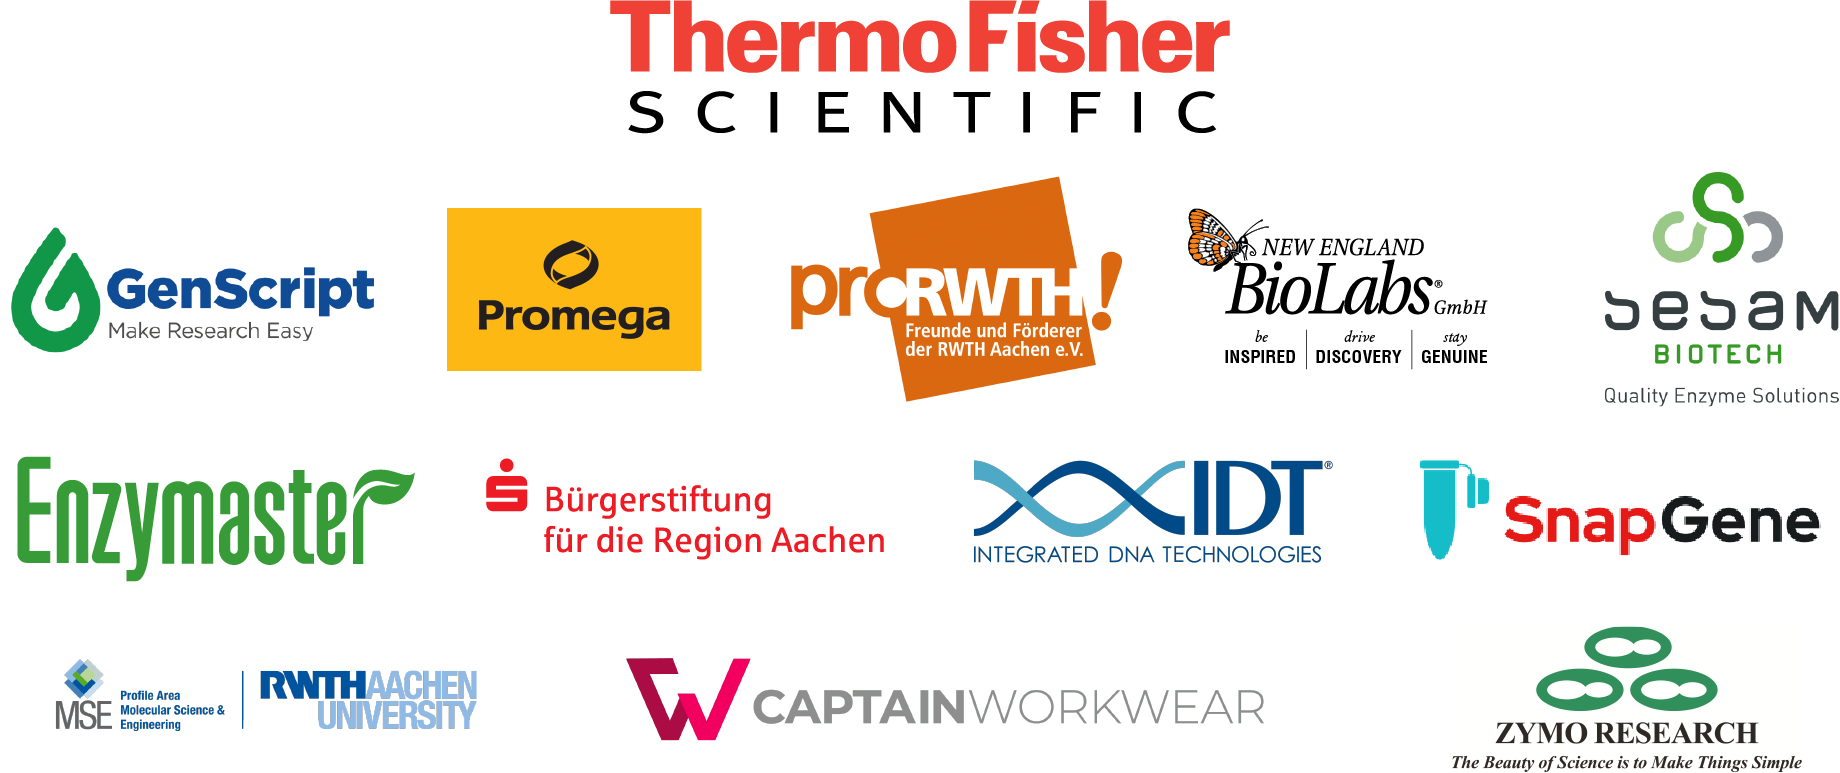 ThermoFisher
SCIENTIFIC
GenScript
Make Research Easy
Promega
proRWTH!
Freunde und Förderer
der RWTH Aachen e.V.
NEW ENGLAND
BioLabs® GmbH
be drive stay
INSPIRED DISCOVERY GENUINE
SeSaM
BIOTECH
Quality Enzyme Solutions
Enzymaster
Bürgerstiftung
für die Region Aachen
IDT®
INTEGRATED DNA TECHNOLOGIES
SnapGene
MSE
Profile Area
Molecular Science &
Engineering
RWTHAACHEN
UNIVERSITY
CAPTAINWORKWEAR
ZYMO RESEARCH
The Beauty of Science is to Make Things Simple